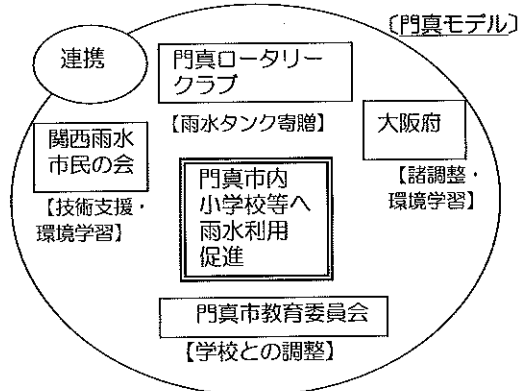 〔門真モデル〕
連携
門真ロータリー
クラブ
【雨水タンク寄贈】
大阪府
【諸調整・
環境学習】
関西雨水
市民の会
【技術支援・
環境学習】
門真市内
小学校等へ
雨水利用
促進
門真市教育委員会
【学校との調整】